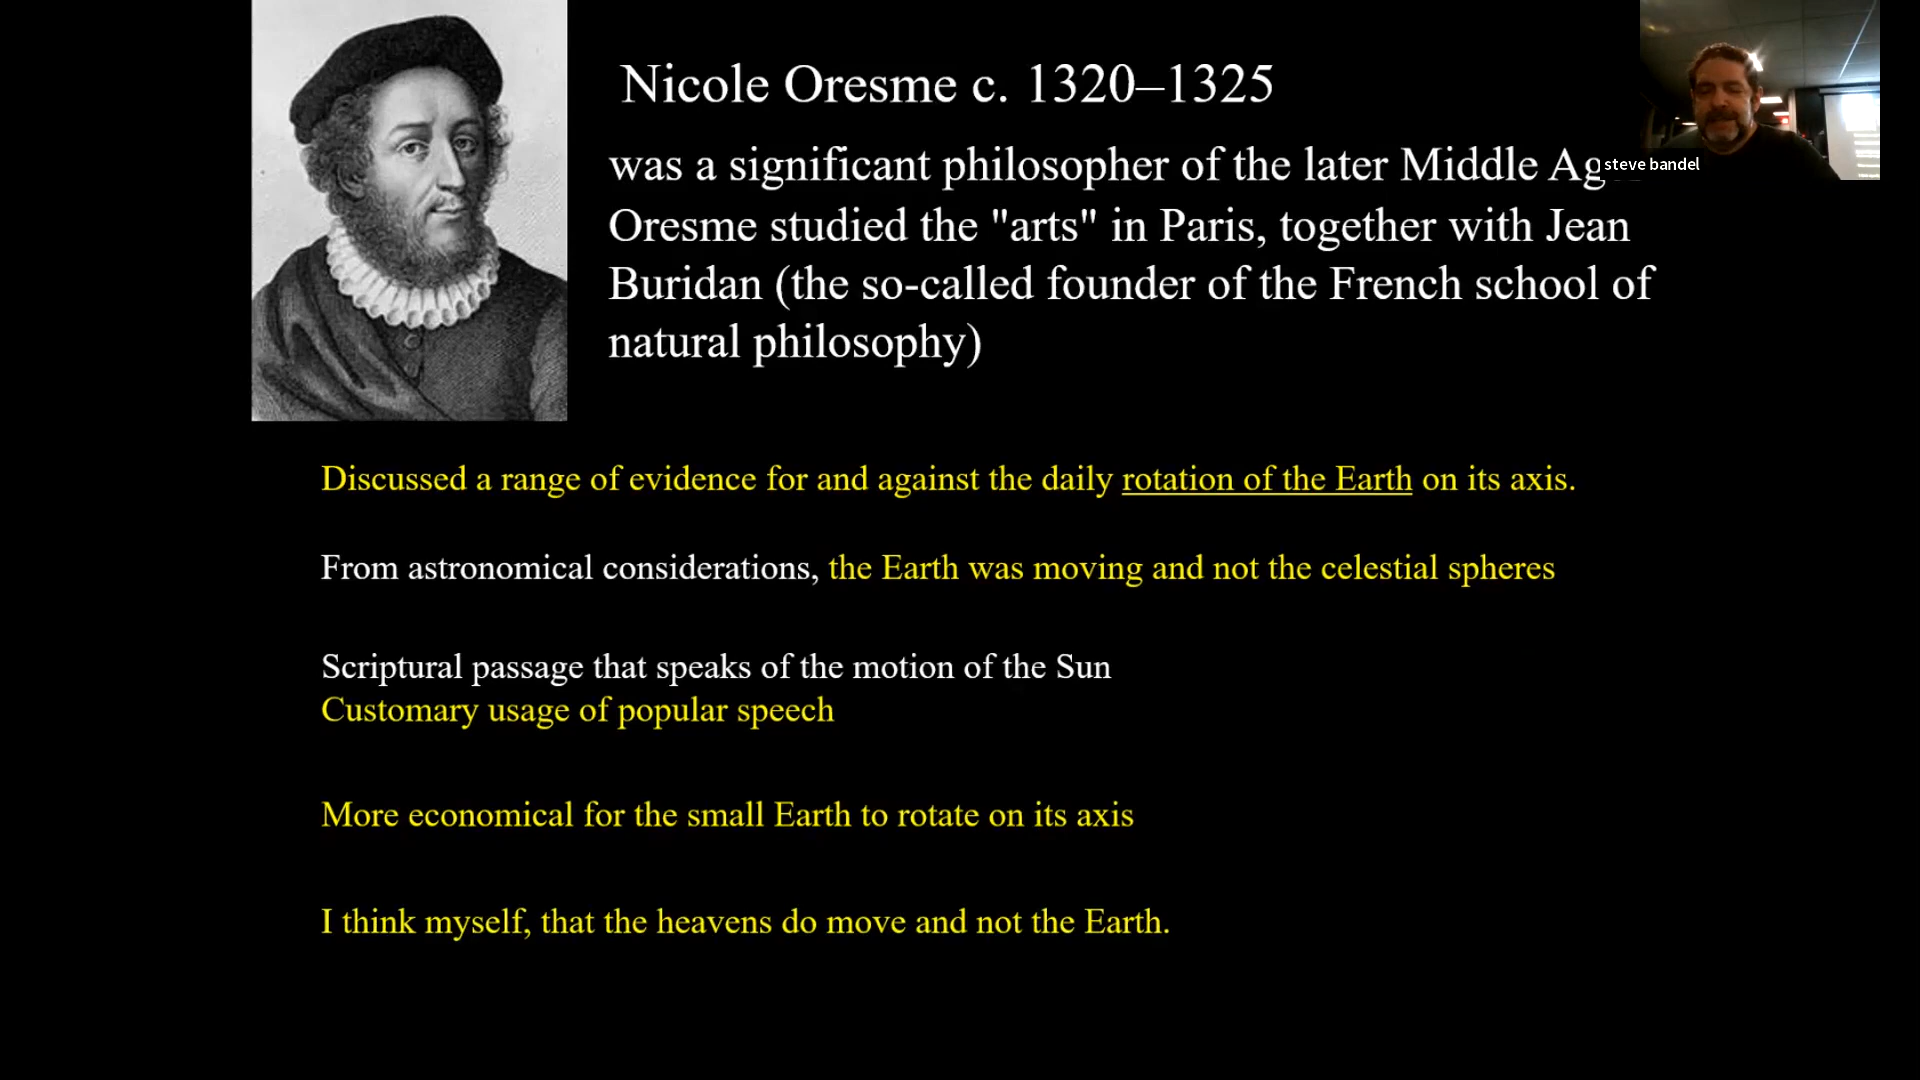 Nicole Oresme c. 1320–1325
was a significant philosopher of the later Middle
steve bandel
Oresme studied the "arts" in Paris, together with Jean
Buridan (the so-called founder of the French school of
natural philosophy)
Discussed a range of evidence for and against the daily rotation of the Earth on its axis.
From astronomical considerations, the Earth was moving and not the celestial spheres
Scriptural passage that speaks of the motion of the Sun
Customary usage of popular speech
More economical for the small Earth to rotate on its axis
I think myself, that the heavens do move and not the Earth.